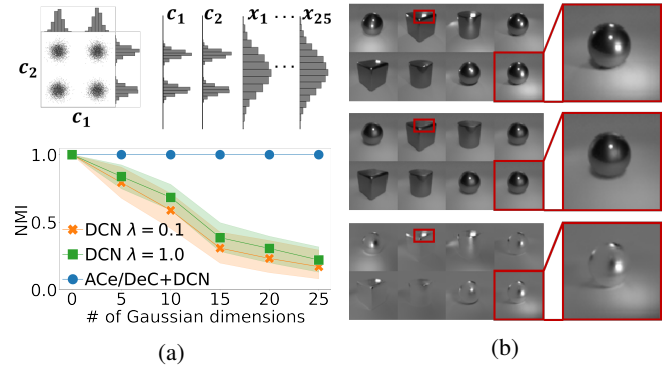 c₁ c₂ x₁ ··· x₂₅
c₂
···
c₁
1.0
NMI
0.5
DCN λ = 0.1
DCN λ = 1.0
ACe/DeC+DCN
0.0
0 5 10 15 20 25
# of Gaussian dimensions
(a)
(b)